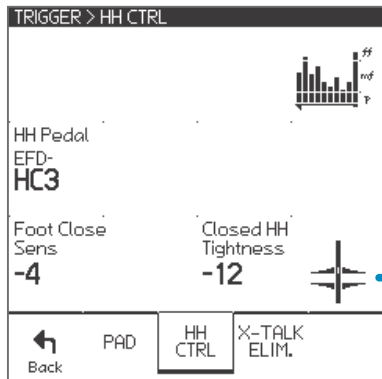 TRIGGER > HH CTRL
ff
mf
p
HH Pedal
EFD-
HC3
Foot Close
Sens
-4
Closed HH
Tightness
-12
Back
PAD
HH
CTRL
X-TALK
ELIM.